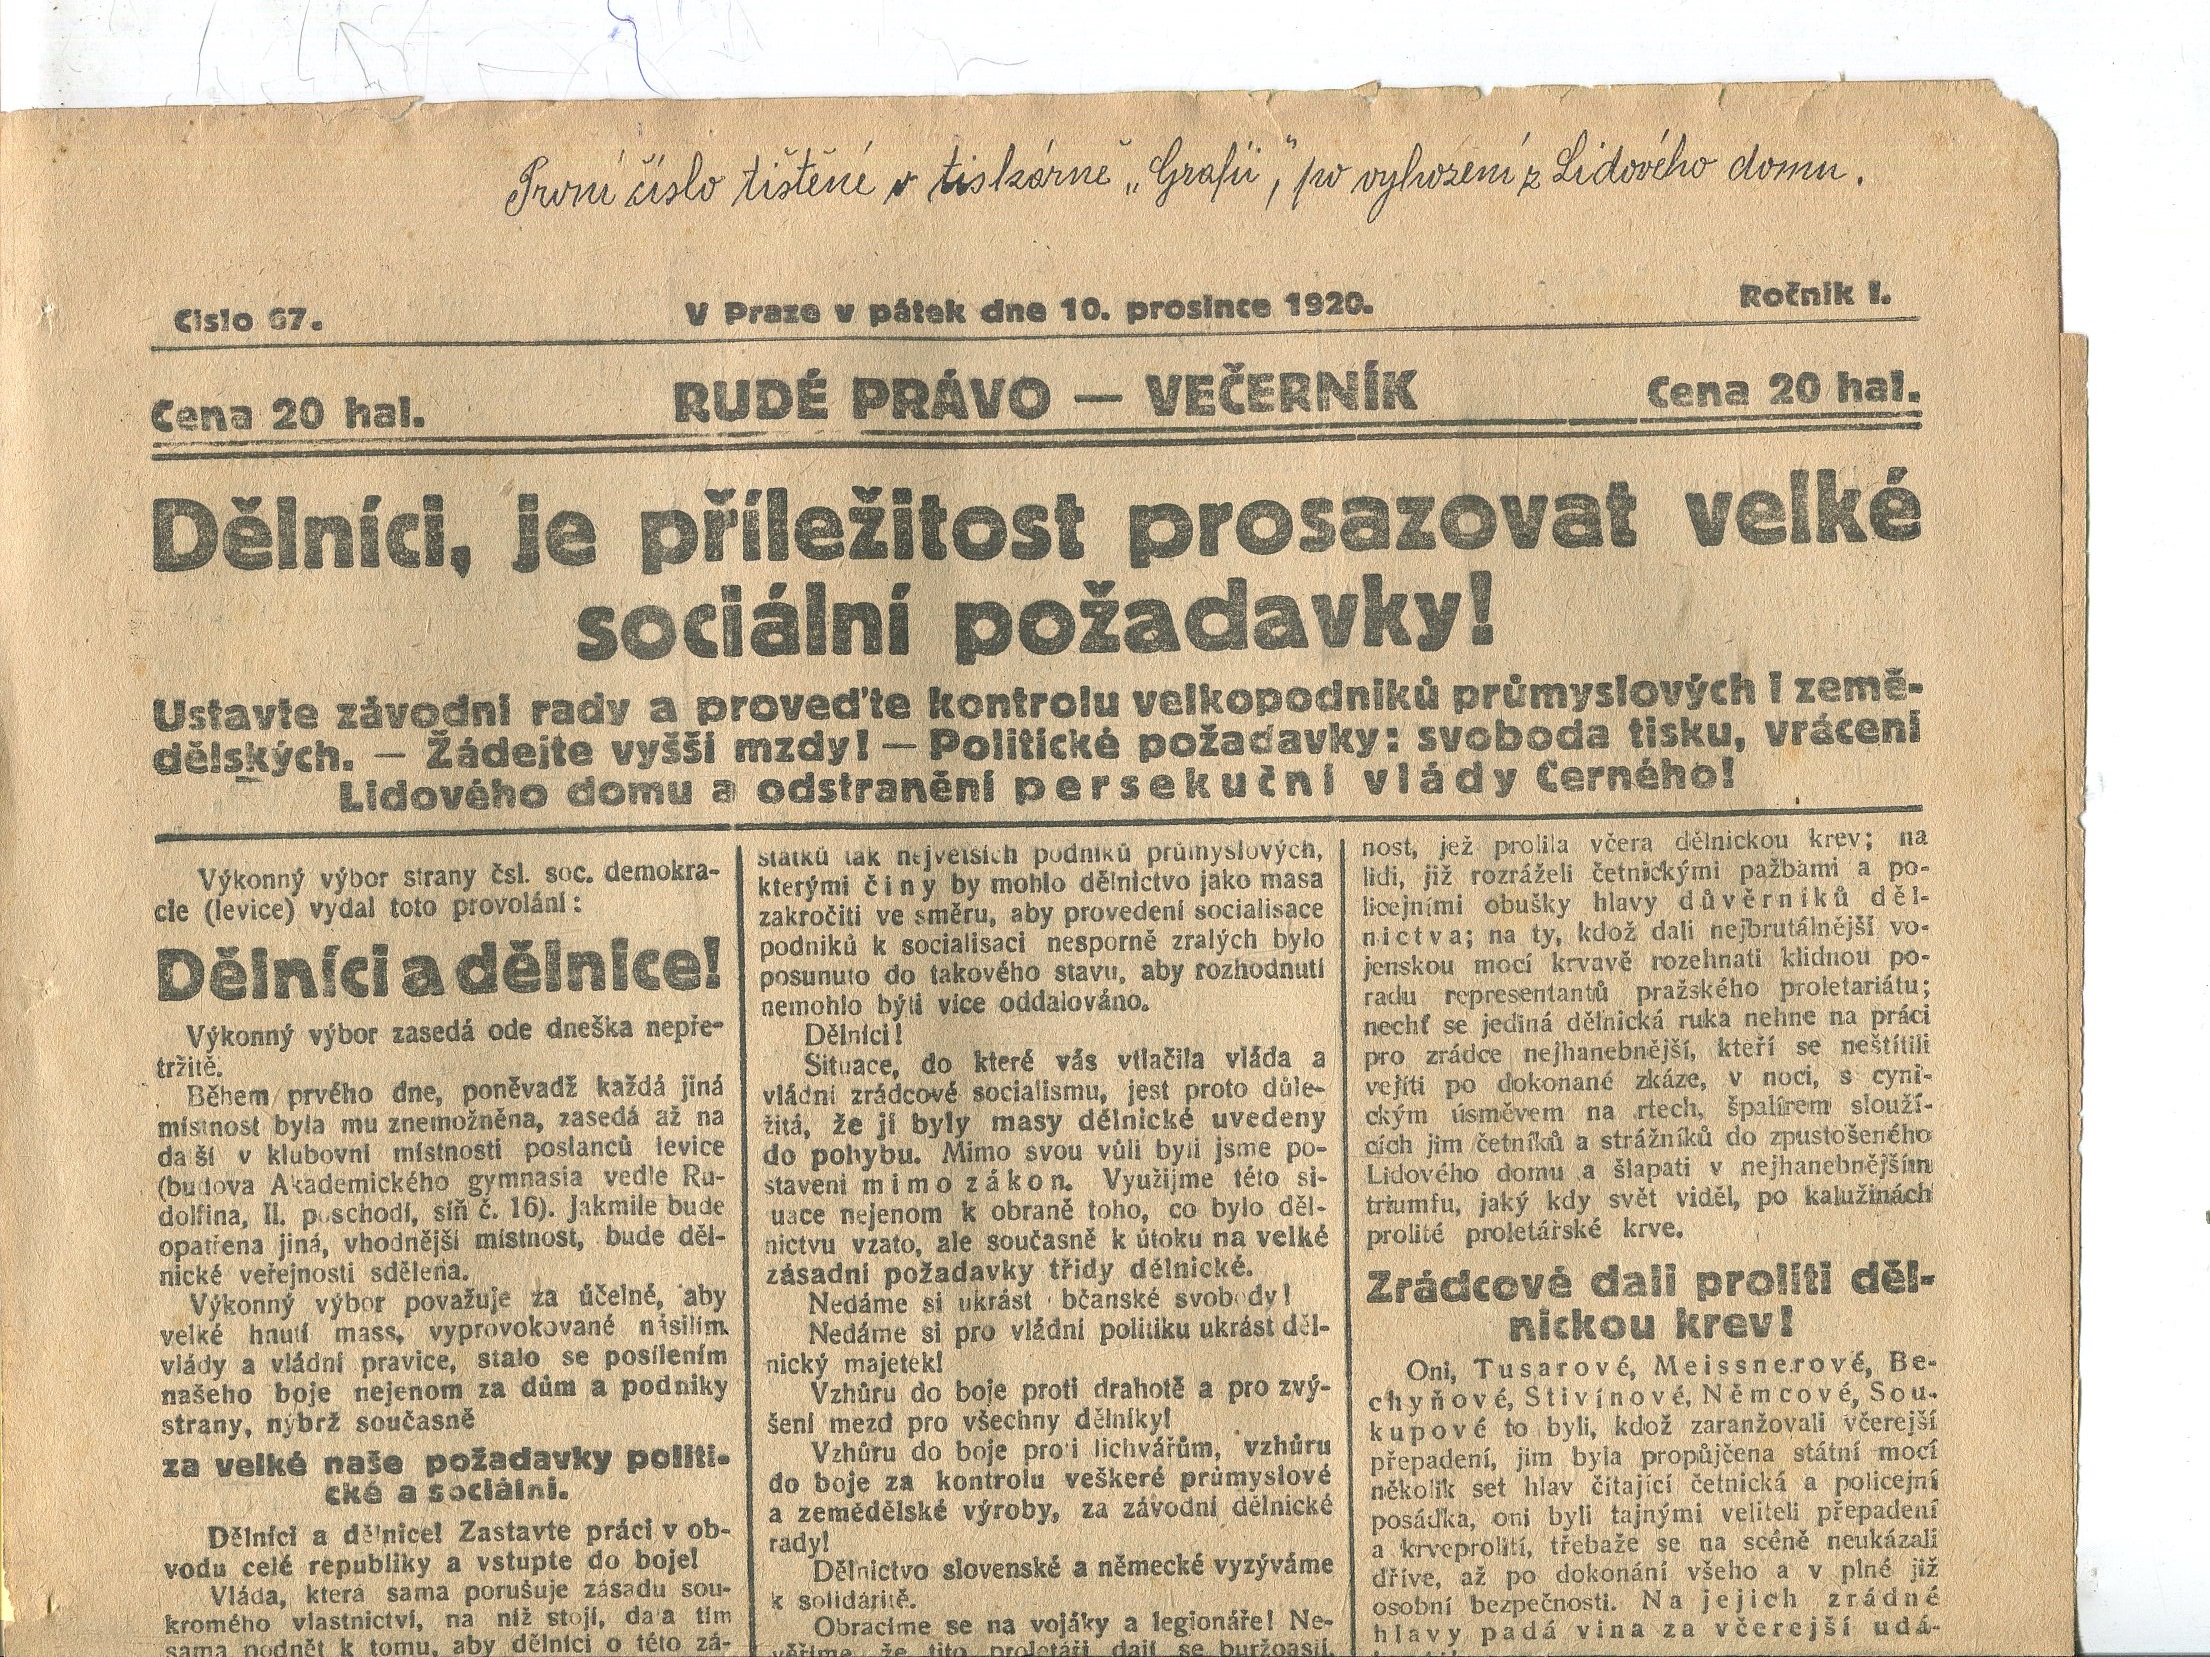 První číslo tištěné v tiskárně „Grafii", po vyhození z Lidového domu.
Cislo 67.
V Praze v pátek dne 10. prosince 1920.
Ročník I.
Cena 20 hal.
RUDÉ PRÁVO — VEČERNÍK
Cena 20 hal.
Dělníci, je příležitost prosazovat velké
sociální požadavky!
Ustavte závodní rady a proveďte kontrolu velkopodniků průmyslových i země-
dělských. — Žádejte vyšší mzdy! — Politické požadavky: svoboda tisku, vrácení
Lidového domu a odstranění persekuční vlády Černého!
Výkonný výbor strany čsl. soc. demokra-
cie (levice) vydal toto provolání:
Dělníci a dělnice!
Výkonný výbor zasedá ode dneška nepře-
tržitě.
Během prvého dne, poněvadž každá jiná
místnost byla mu znemožněna, zasedá až na
da ší v klubovní místnosti poslanců levice
(budova Akademického gymnasia vedle Ru-
dolfina, II. poschodí, síň č. 16). Jakmile bude
opatřena jiná, vhodnější místnost, bude děl-
nické veřejnosti sdělena.
Výkonný výbor považuje za účelné, aby
velké hnutí mass, vyprovokované násilím
vlády a vládní pravice, stalo se posílením
našeho boje nejenom za dům a podniky
strany, nýbrž současně
za velké naše požadavky politi-
cké a sociální.
Dělníci a dělnice! Zastavte práci v ob-
vodu celé republiky a vstupte do boje!
Vláda, která sama porušuje zásadu sou-
kromého vlastnictví, na níž stojí, da a tím
sama podnět k tomu, aby dělníci o této zá-
statků tak největších podniků průmyslových,
kterými činy by mohlo dělnictvo jako masa
zakročiti ve směru, aby provedení socialisace
podniků k socialisaci nesporně zralých bylo
posunuto do takového stavu, aby rozhodnutí
nemohlo býti více oddalováno.
Dělníci!
Situace, do které vás vtlačila vláda a
vládní zrádcové socialismu, jest proto důle-
žitá, že jí byly masy dělnické uvedeny
do pohybu. Mimo svou vůli byli jsme po-
staveni mimo zákon. Využijme této si-
uace nejenom k obraně toho, co bylo děl-
nictvu vzato, ale současně k útoku na velké
zásadní požadavky třídy dělnické.
Nedáme si ukrást bčanské svobody!
Nedáme si pro vládní politiku ukrást děl-
nický majetek!
Vzhůru do boje proti drahotě a pro zvý-
šení mezd pro všechny dělníky!
Vzhůru do boje pro i lichvářům, vzhůru
do boje za kontrolu veškeré průmyslové
a zemědělské výroby, za závodní dělnické
rady!
Dělnictvo slovenské a německé vyzýváme
k solidaritě.
Obracíme se na vojáky a legionáře! Ne-
věříme, že tito proletáři dají se buržoasií,
nost, jež prolila včera dělnickou krev; na
lidi, již rozráželi četnickými pažbami a po-
licejními obušky hlavy důvěrníků děl-
nictva; na ty, kdož dali nejbrutálnější vo-
jenskou mocí krvavě rozehnati klidnou po-
radu representantů pražského proletariátu;
nechť se jediná dělnická ruka nehne na práci
pro zrádce nejhanebnější, kteří se neštítili
vejíti po dokonané zkáze, v noci, s cyni-
ckým úsměvem na rtech, špalírem slouží-
cích jim četníků a strážníků do zpustošeného
Lidového domu a šlapati v nejhanebnějším
triumfu, jaký kdy svět viděl, po kalužinách
prolité proletářské krve.
Zrádcové dali prolíti děl-
nickou krev!
Oni, Tusarové, Meissnerové, Be-
chyňové, Stivínové, Němcové, Sou-
kupové to byli, kdož zaranžovali včerejší
přepadení, jim byla propůjčena státní mocí
několik set hlav čítající četnická a policejní
posádka, oni byli tajnými veliteli přepadení
a krveprolití, třebaže se na scéně neukázali
dříve, až po dokonání všeho a v plné již
osobní bezpečnosti. Na jejich zrádné
hlavy padá vina za včerejší udá-